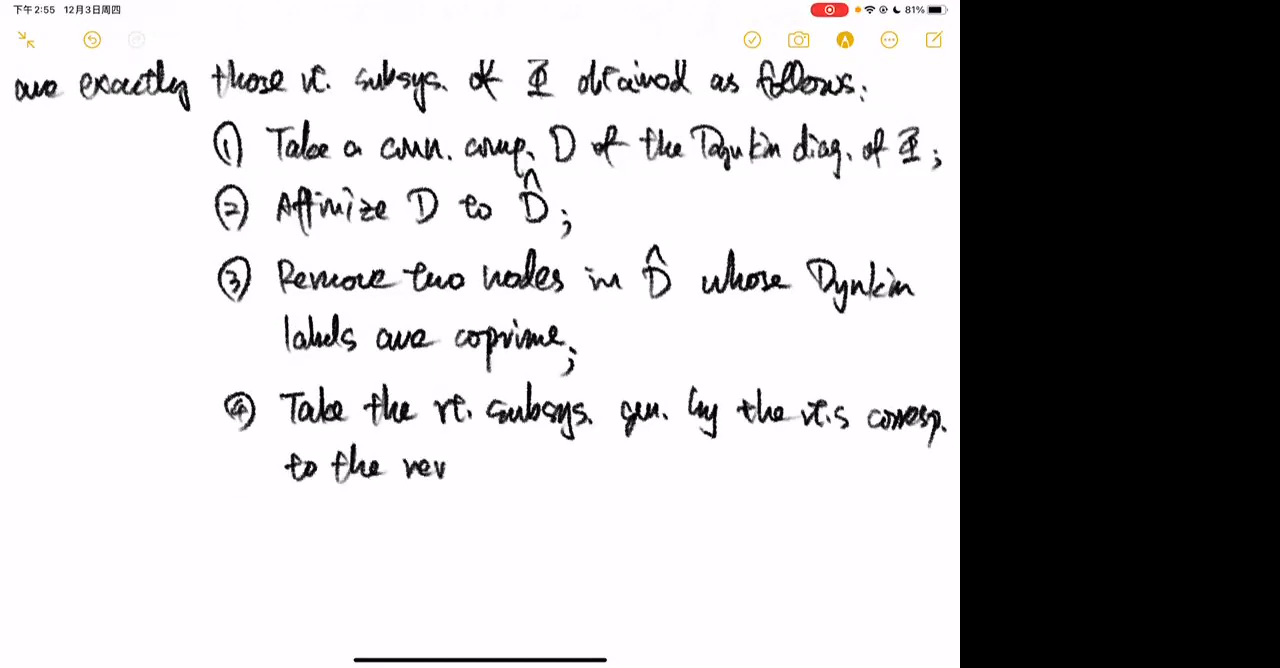 下午2:55 12月3日周四 81%
are exactly those rt. subsys. of Φ obtained as follows:
① Take a conn. comp. D of the Dynkin diag. of Φ;
② Affinize D to D̂;
③ Remove two nodes in D̂ whose Dynkin
labels are coprime;
④ Take the rt. subsys. gen. by the rt.s corresp.
to the rev